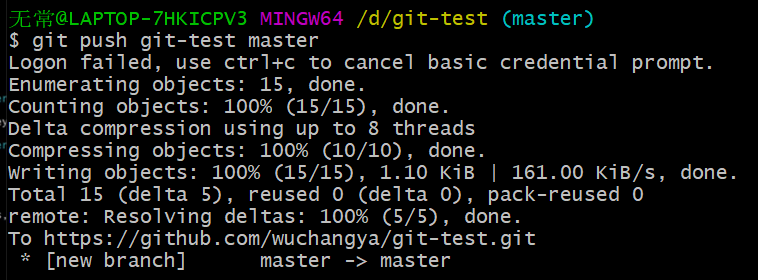 无常@LAPTOP-7HKICPV3 MINGW64 /d/git-test (master)
$ git push git-test master
Logon failed, use ctrl+c to cancel basic credential prompt.
Enumerating objects: 15, done.
Counting objects: 100% (15/15), done.
Delta compression using up to 8 threads
Compressing objects: 100% (10/10), done.
Writing objects: 100% (15/15), 1.10 KiB | 161.00 KiB/s, done.
Total 15 (delta 5), reused 0 (delta 0), pack-reused 0
remote: Resolving deltas: 100% (5/5), done.
To https://github.com/wuchangya/git-test.git
 * [new branch]      master -> master